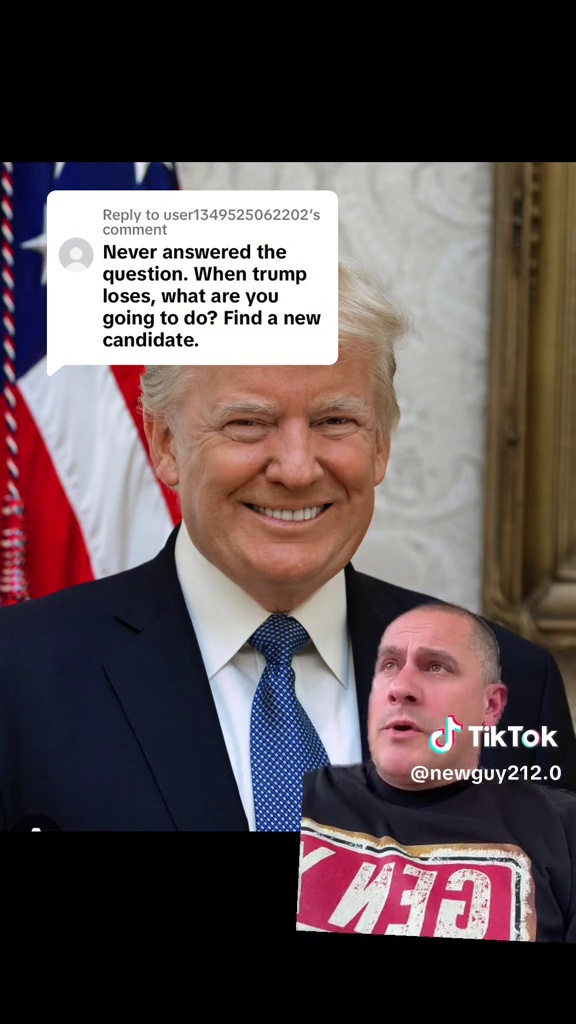 Reply to user1349525062202's
comment
Never answered the
question. When trump
loses, what are you
going to do? Find a new
candidate.
TikTok
@newguy212.0
GEN X